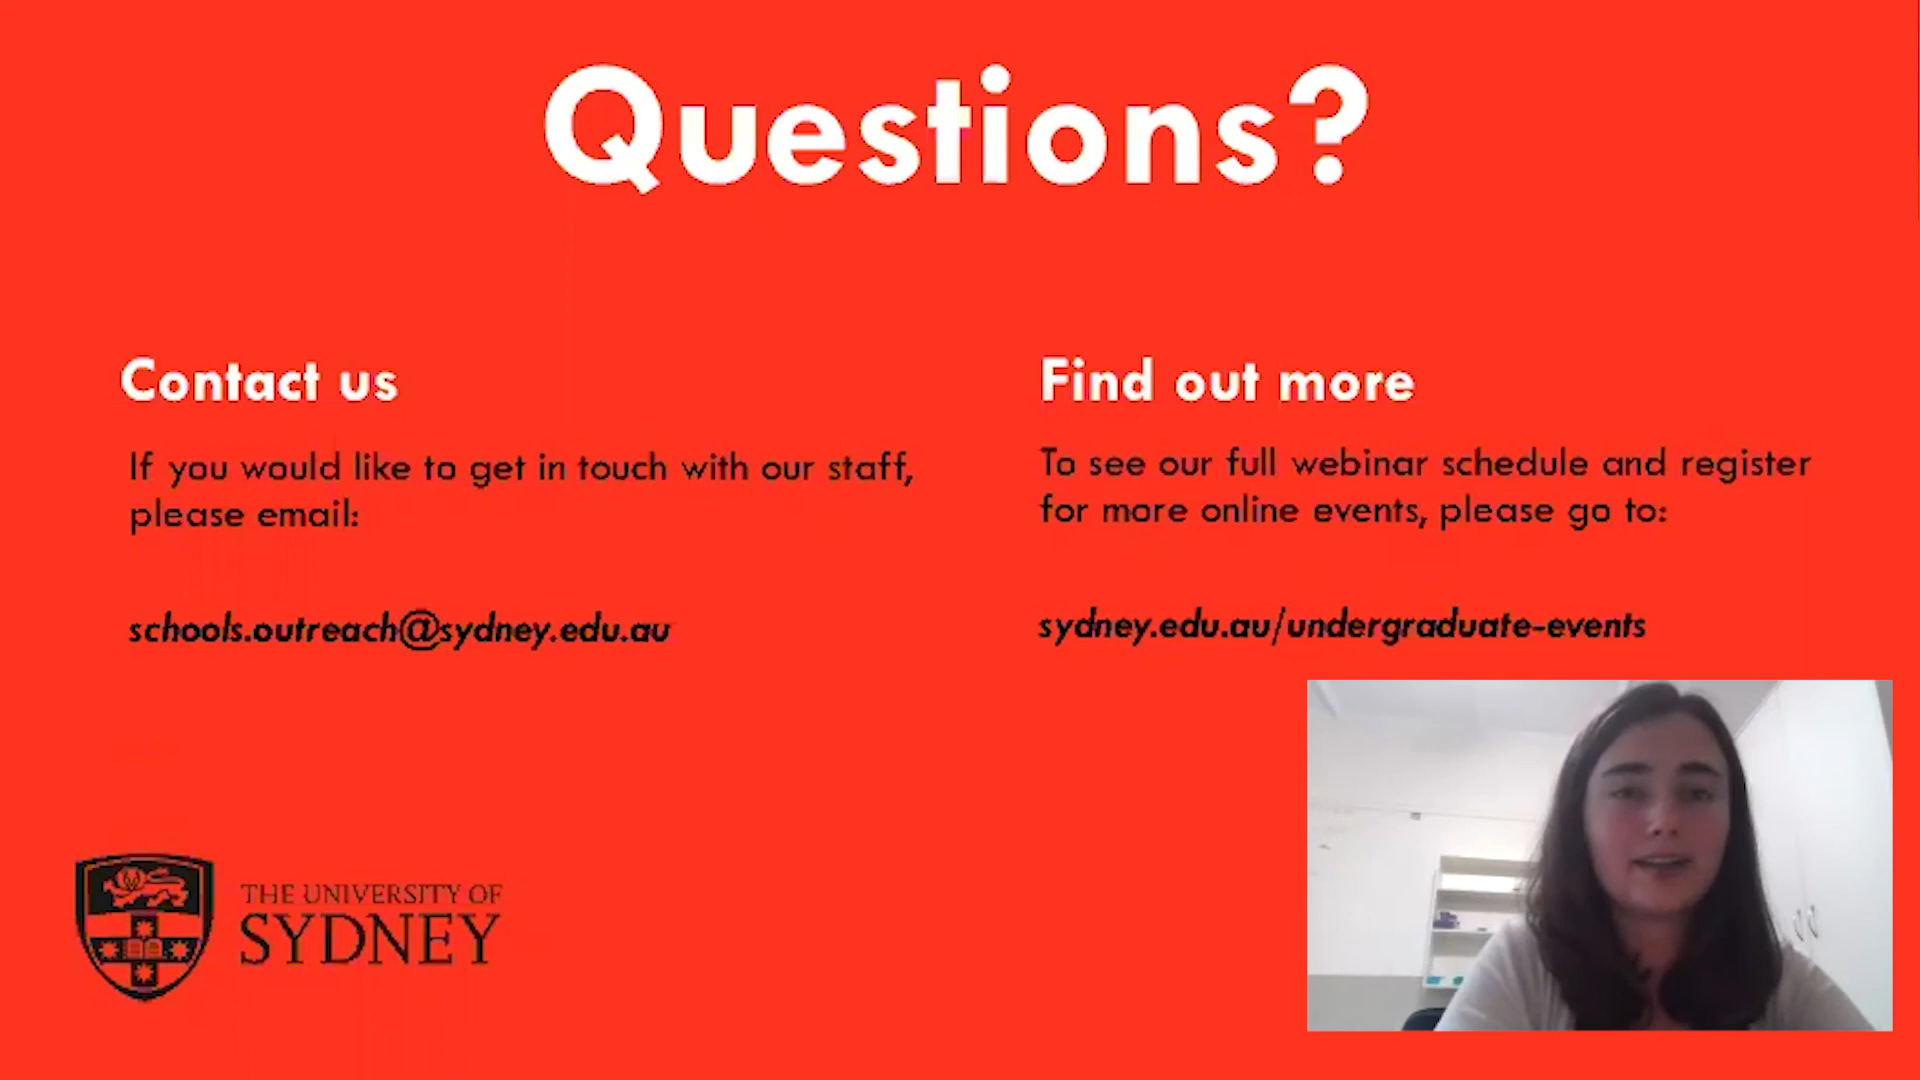 Questions?
Contact us
If you would like to get in touch with our staff,
please email:
schools.outreach@sydney.edu.au
Find out more
To see our full webinar schedule and register
for more online events, please go to:
sydney.edu.au/undergraduate-events
THE UNIVERSITY OF
SYDNEY